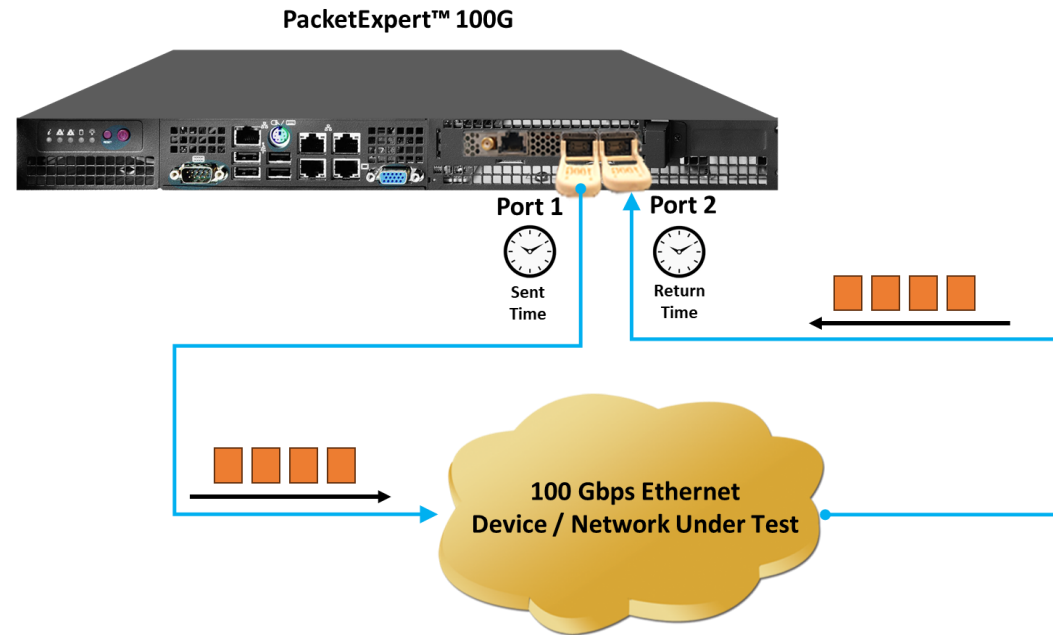 PacketExpert™ 100G
Port 1
Port 2
Sent
Time
Return
Time
100 Gbps Ethernet
Device / Network Under Test